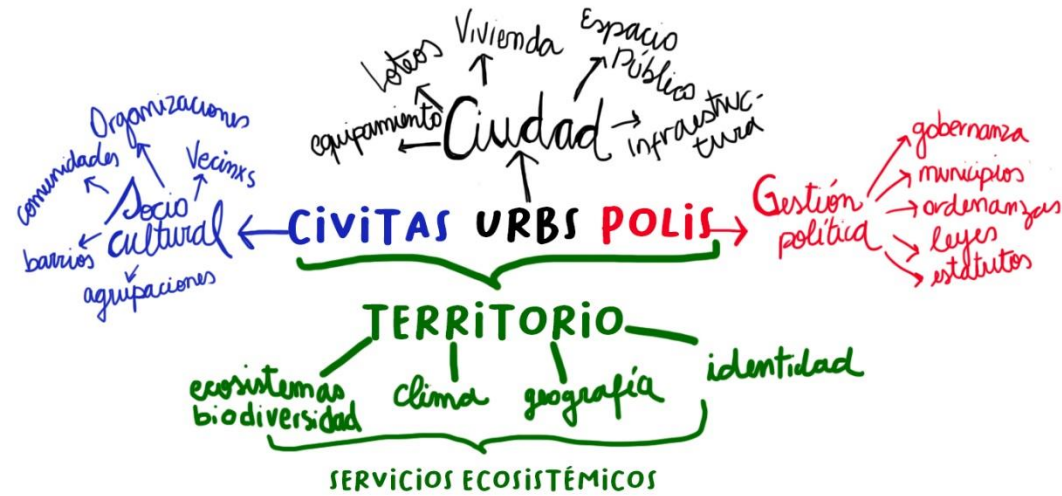 Ciudad
equipamiento
Loteos
Vivienda
Espacio
Público
infraestruc-
tura
CIVITAS URBS POLIS
Socio
cultural
Organizaciones
comunidades
Vecinxs
barrios
agrupaciones
Gestión
política
gobernanza
municipios
ordenanzas
leyes
estatutos
TERRITORIO
ecosistemas
biodiversidad
clima
geografía
identidad
SERVICIOS ECOSISTÉMICOS